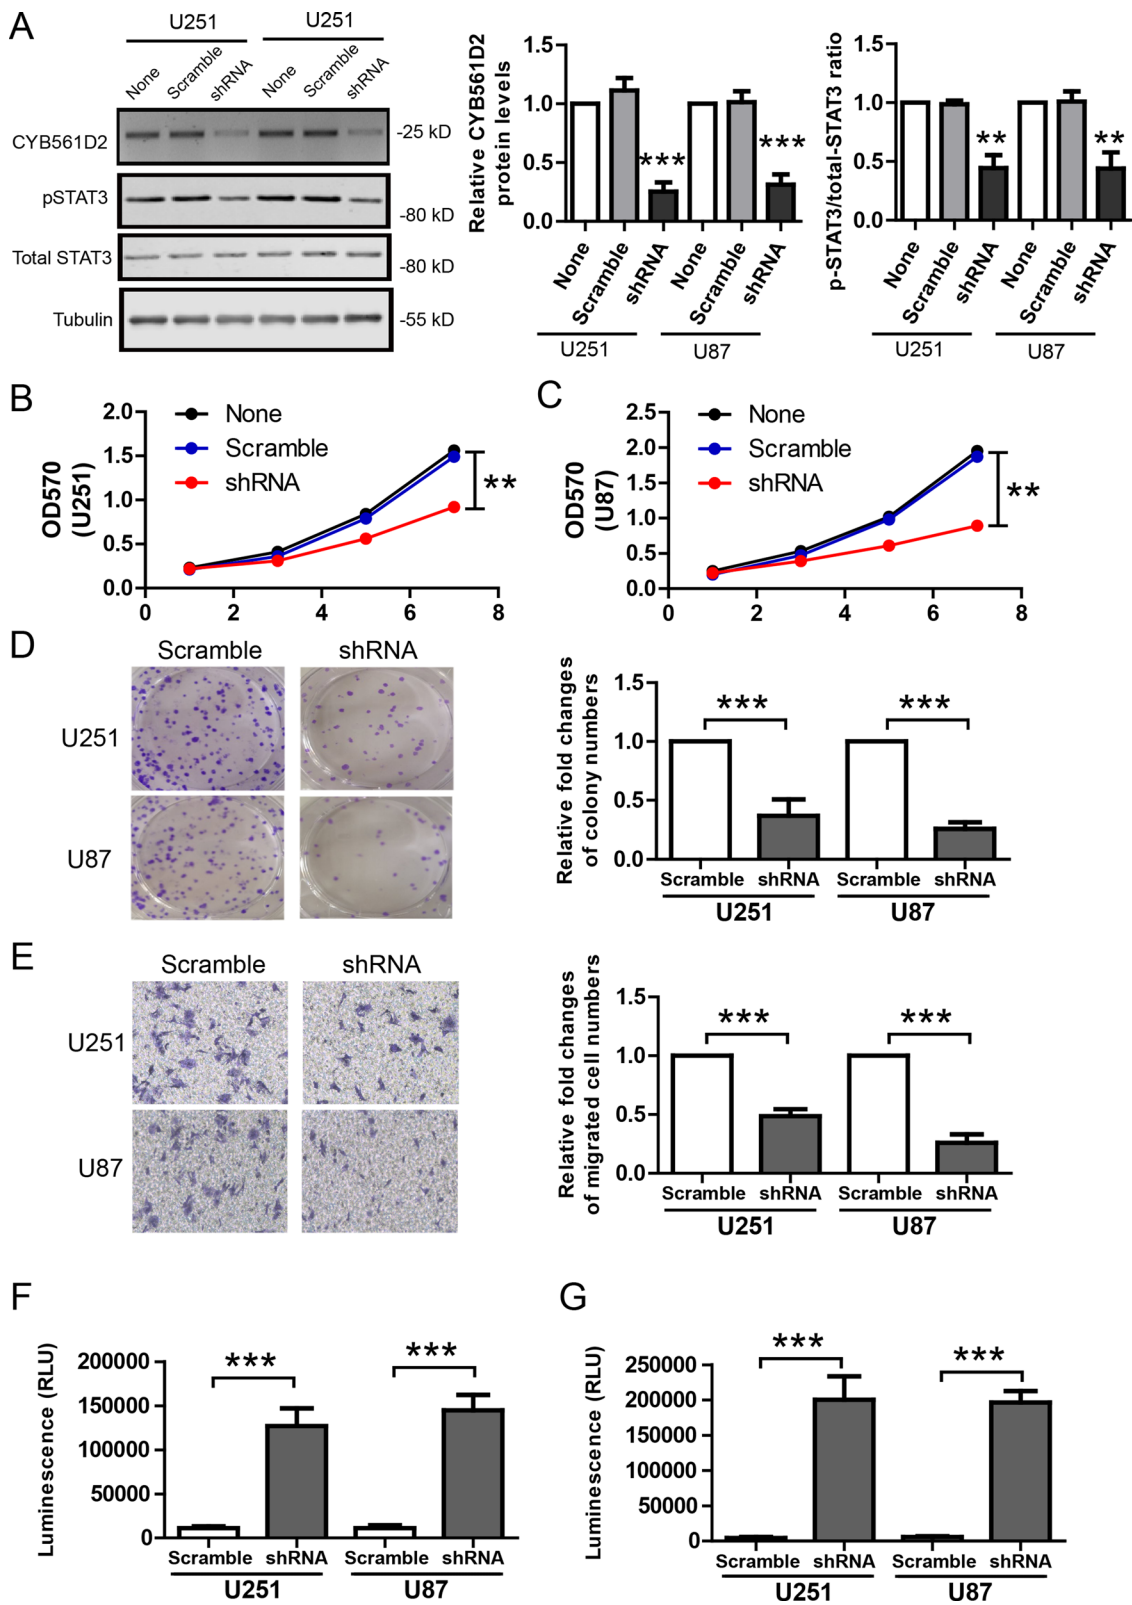 A
U251 U251
None Scramble shRNA None Scramble shRNA
CYB561D2 -25 kD
pSTAT3 -80 kD
Total STAT3 -80 kD
Tubulin -55 kD
Relative CYB561D2
protein levels
1.5
1.0
0.5
0.0
*** ***
None Scramble shRNA None Scramble shRNA
U251 U87
p-STAT3/total-STAT3 ratio
1.5
1.0
0.5
0.0
** **
None Scramble shRNA None Scramble shRNA
U251 U87
B
OD570
(U251)
2.0
1.5
1.0
0.5
0.0
0 2 4 6 8
None
Scramble
shRNA
**
C
OD570
(U87)
2.5
2.0
1.5
1.0
0.5
0.0
0 2 4 6 8
None
Scramble
shRNA
**
D
Scramble shRNA
U251
U87
Relative fold changes
of colony numbers
1.5
1.0
0.5
0.0
*** ***
Scramble shRNA Scramble shRNA
U251 U87
E
Scramble shRNA
U251
U87
Relative fold changes
of migrated cell numbers
1.5
1.0
0.5
0.0
*** ***
Scramble shRNA Scramble shRNA
U251 U87
F
Luminescence (RLU)
200000
150000
100000
50000
0
*** ***
Scramble shRNA Scramble shRNA
U251 U87
G
Luminescence (RLU)
250000
200000
150000
100000
50000
0
*** ***
Scramble shRNA Scramble shRNA
U251 U87